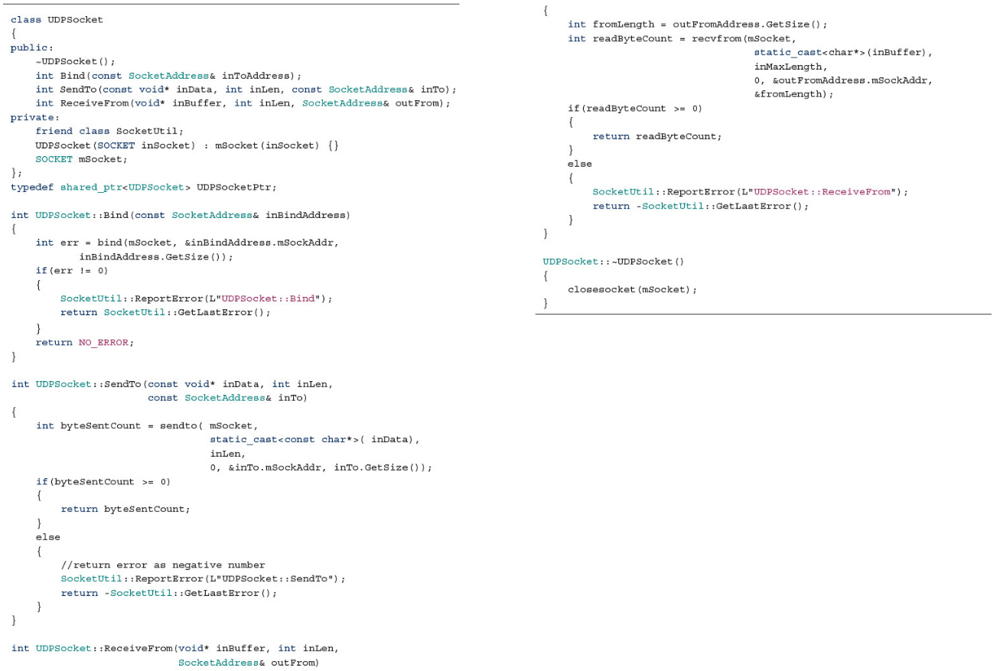 class UDPSocket
{
public:
    ~UDPSocket();
    int Bind(const SocketAddress& inToAddress);
    int SendTo(const void* inData, int inLen, const SocketAddress& inTo);
    int ReceiveFrom(void* inBuffer, int inLen, SocketAddress& outFrom);
private:
    friend class SocketUtil;
    UDPSocket(SOCKET inSocket) : mSocket(inSocket) {}
    SOCKET mSocket;
};
typedef shared_ptr<UDPSocket> UDPSocketPtr;

int UDPSocket::Bind(const SocketAddress& inBindAddress)
{
    int err = bind(mSocket, &inBindAddress.mSockAddr,
           inBindAddress.GetSize());
    if(err != 0)
    {
        SocketUtil::ReportError(L"UDPSocket::Bind");
        return SocketUtil::GetLastError();
    }
    return NO_ERROR;
}

int UDPSocket::SendTo(const void* inData, int inLen,
                      const SocketAddress& inTo)
{
    int byteSentCount = sendto( mSocket,
                                static_cast<const char*>( inData),
                                inLen,
                                0, &inTo.mSockAddr, inTo.GetSize());
    if(byteSentCount >= 0)
    {
        return byteSentCount;
    }
    else
    {
        //return error as negative number
        SocketUtil::ReportError(L"UDPSocket::SendTo");
        return -SocketUtil::GetLastError();
    }
}

int UDPSocket::ReceiveFrom(void* inBuffer, int inLen,
                           SocketAddress& outFrom)
{
    int fromLength = outFromAddress.GetSize();
    int readByteCount = recvfrom(mSocket,
                                  static_cast<char*>(inBuffer),
                                  inMaxLength,
                                  0, &outFromAddress.mSockAddr,
                                  &fromLength);
    if(readByteCount >= 0)
    {
        return readByteCount;
    }
    else
    {
        SocketUtil::ReportError(L"UDPSocket::ReceiveFrom");
        return -SocketUtil::GetLastError();
    }
}

UDPSocket::~UDPSocket()
{
    closesocket(mSocket);
}